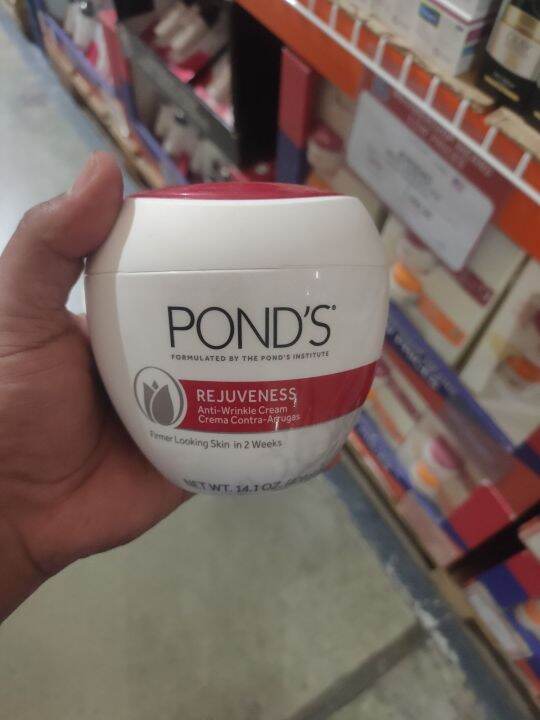 POND'S®
FORMULATED BY THE POND'S INSTITUTE
REJUVENESS
Anti-Wrinkle Cream
Crema Contra-Arrugas
Firmer Looking Skin in 2 Weeks
NET WT. 14.1 OZ.